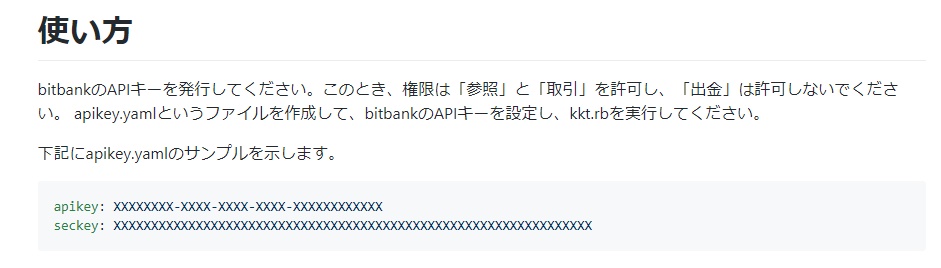 使い方
bitbankのAPIキーを発行してください。このとき、権限は「参照」と「取引」を許可し、「出金」は許可しないでくださ
い。 apikey.yamlというファイルを作成して、bitbankのAPIキーを設定し、kkt.rbを実行してください。
下記にapikey.yamlのサンプルを示します。
apikey: XXXXXXXX-XXXX-XXXX-XXXX-XXXXXXXXXXXX
seckey: XXXXXXXXXXXXXXXXXXXXXXXXXXXXXXXXXXXXXXXXXXXXXXXXXXXXXXXXXXXXXXXX